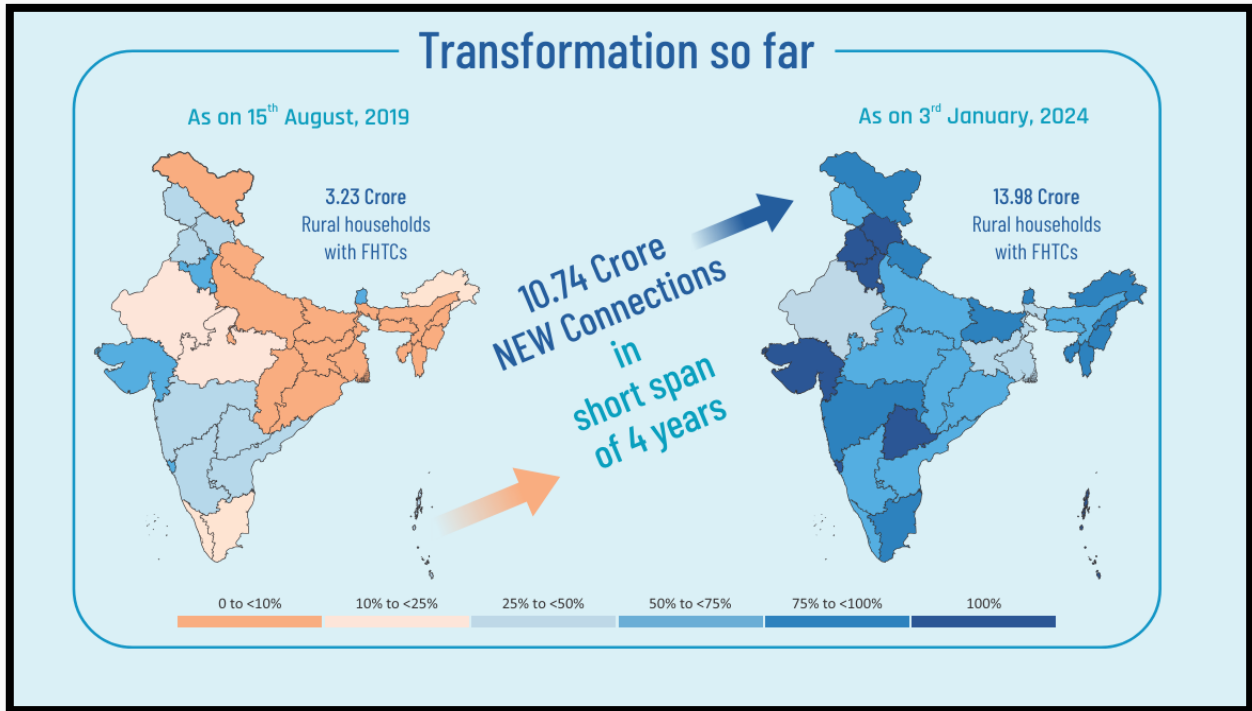 Transformation so far
As on 15th August, 2019
As on 3rd January, 2024
3.23 Crore
Rural households
with FHTCs
10.74 Crore
NEW Connections
in
short span
of 4 years
13.98 Crore
Rural households
with FHTCs
0 to <10%
10% to <25%
25% to <50%
50% to <75%
75% to <100%
100%